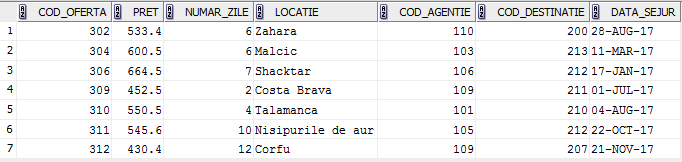 COD_OFERTA PRET NUMAR_ZILE LOCATIE COD_AGENTIE COD_DESTINATIE DATA_SEJUR
1 302 533.4 6 Zahara 110 200 28-AUG-17
2 304 600.5 6 Malcic 103 213 11-MAR-17
3 306 664.5 7 Shacktar 106 212 17-JAN-17
4 309 452.5 2 Costa Brava 109 211 01-JUL-17
5 310 550.5 4 Talamanca 101 210 04-AUG-17
6 311 545.6 10 Nisipurile de aur 105 212 22-OCT-17
7 312 430.4 12 Corfu 109 207 21-NOV-17